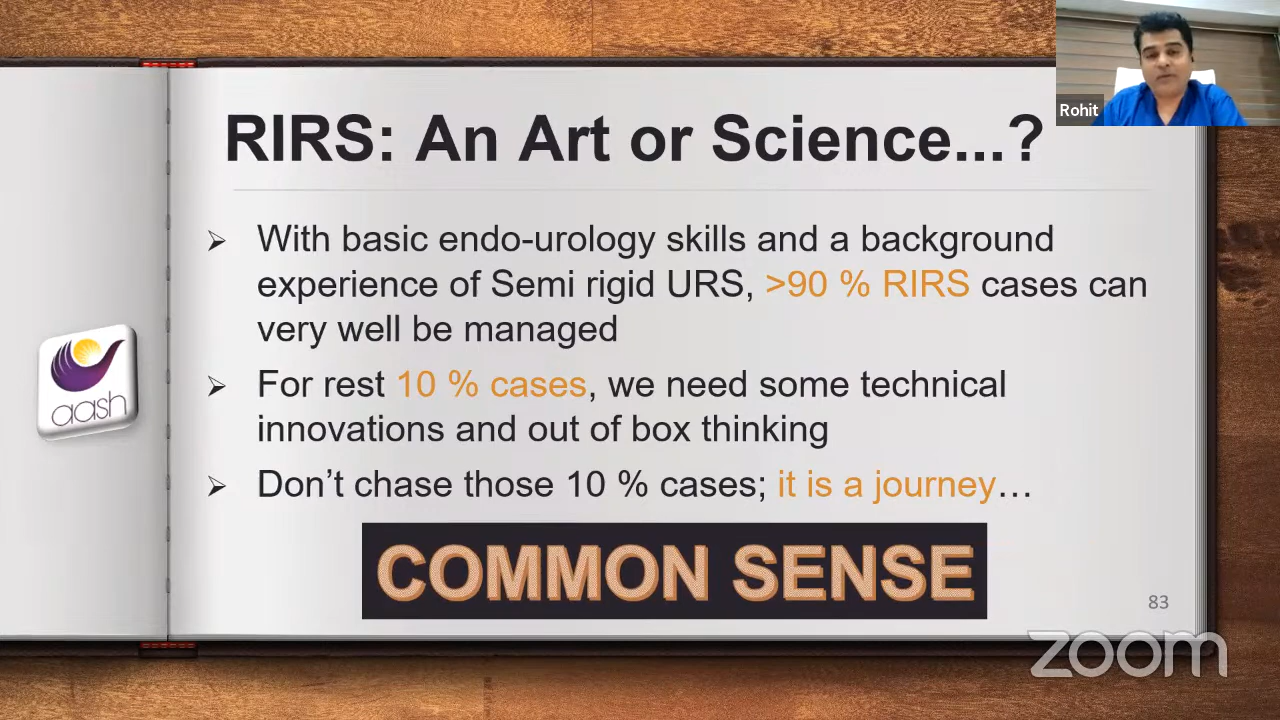 Rohit
RIRS: An Art or Science...?
➢ With basic endo-urology skills and a background
experience of Semi rigid URS, >90 % RIRS cases can
very well be managed
➢ For rest 10 % cases, we need some technical
innovations and out of box thinking
➢ Don’t chase those 10 % cases; it is a journey…
aash
COMMON SENSE
83
zoom